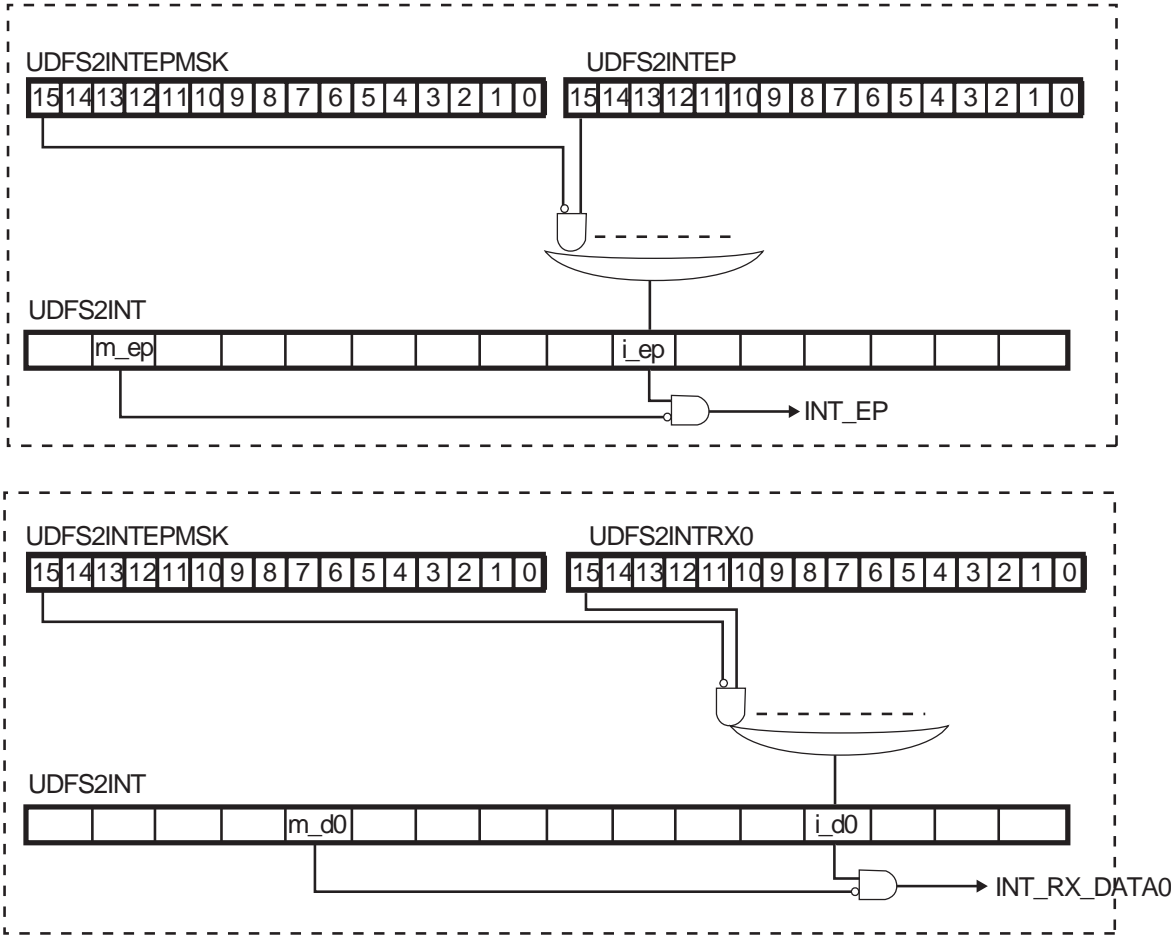 UDFS2INTEPMSK UDFS2INTEP
15 14 13 12 11 10 9 8 7 6 5 4 3 2 1 0 15 14 13 12 11 10 9 8 7 6 5 4 3 2 1 0
UDFS2INT
m_ep i_ep
INT_EP
UDFS2INTEPMSK UDFS2INTRX0
15 14 13 12 11 10 9 8 7 6 5 4 3 2 1 0 15 14 13 12 11 10 9 8 7 6 5 4 3 2 1 0
UDFS2INT
m_d0 i_d0
INT_RX_DATA0